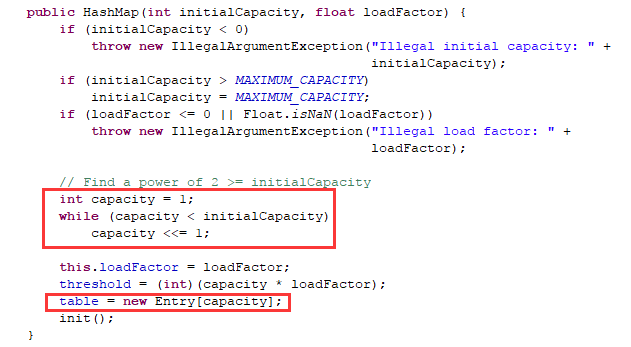 public HashMap(int initialCapacity, float loadFactor) {
    if (initialCapacity < 0)
        throw new IllegalArgumentException("Illegal initial capacity: " +
                                           initialCapacity);
    if (initialCapacity > MAXIMUM_CAPACITY)
        initialCapacity = MAXIMUM_CAPACITY;
    if (loadFactor <= 0 || Float.isNaN(loadFactor))
        throw new IllegalArgumentException("Illegal load factor: " +
                                           loadFactor);
    // Find a power of 2 >= initialCapacity
    int capacity = 1;
    while (capacity < initialCapacity)
        capacity <<= 1;
    this.loadFactor = loadFactor;
    threshold = (int)(capacity * loadFactor);
    table = new Entry[capacity];
    init();
}